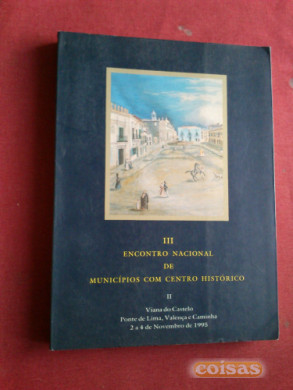 III
ENCONTRO NACIONAL
DE
MUNICÍPIOS COM CENTRO HISTÓRICO
II
Viana do Castelo
Ponte de Lima, Valença e Caminha
2 a 4 de Novembro de 1995
coisas